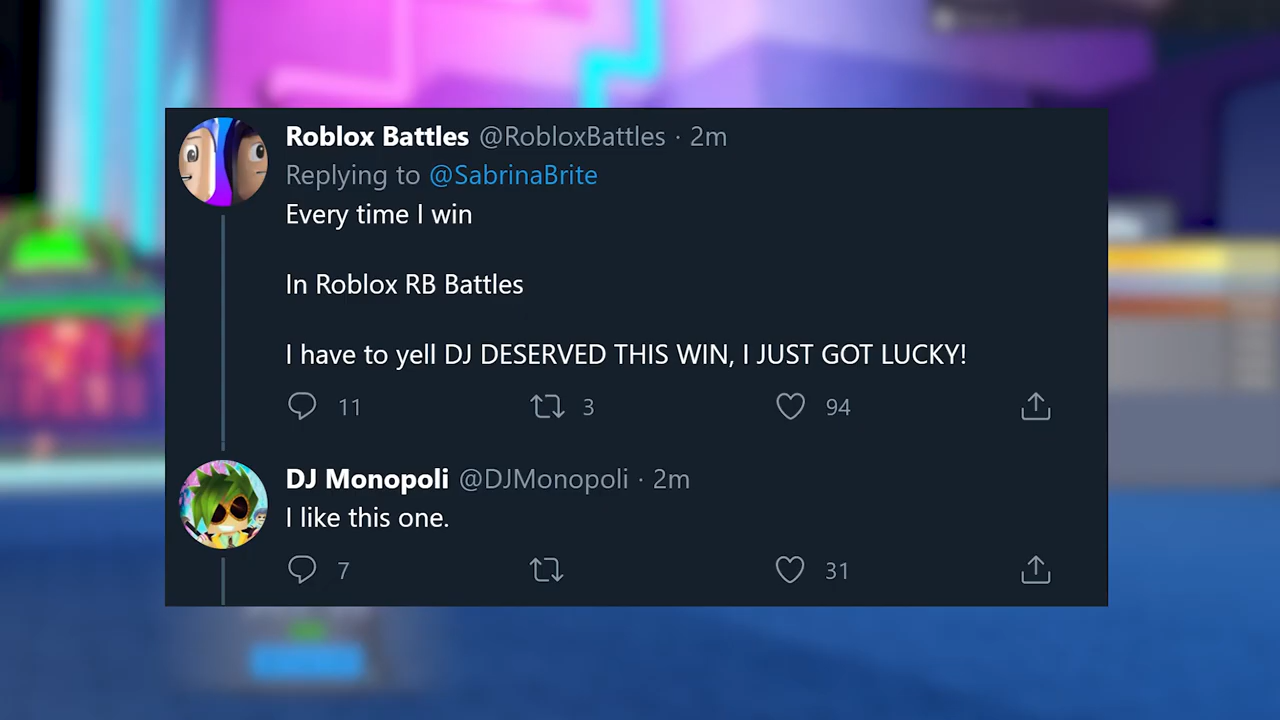 Roblox Battles @RobloxBattles · 2m
Replying to @SabrinaBrite
Every time I win
In Roblox RB Battles
I have to yell DJ DESERVED THIS WIN, I JUST GOT LUCKY!
11 3 94
DJ Monopoli @DJMonopoli · 2m
I like this one.
7 31